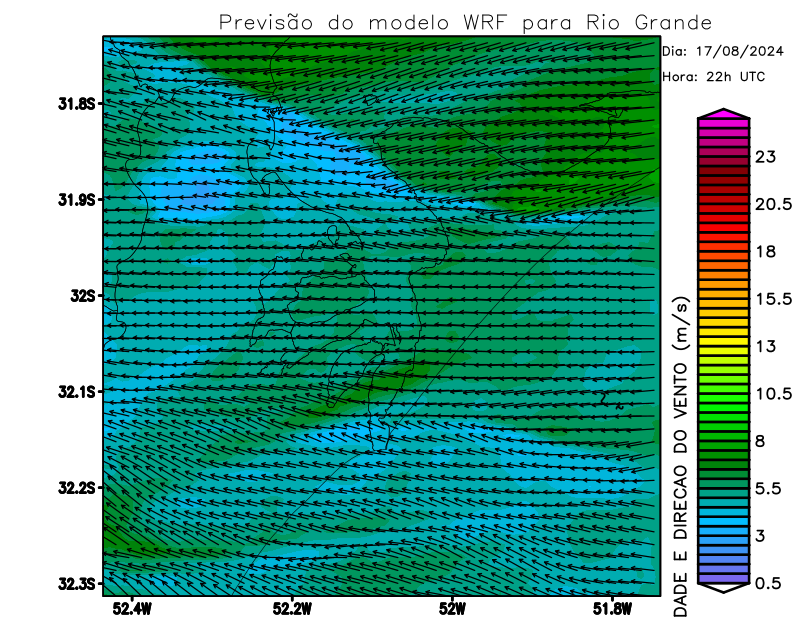 Previsão do modelo WRF para Rio Grande
Dia: 17/08/2024
Hora: 22h UTC
31.8S
31.9S
32S
32.1S
32.2S
32.3S
52.4W
52.2W
52W
51.8W
23
20.5
18
15.5
13
10.5
8
5.5
3
0.5
DADE E DIRECAO DO VENTO (m/s)